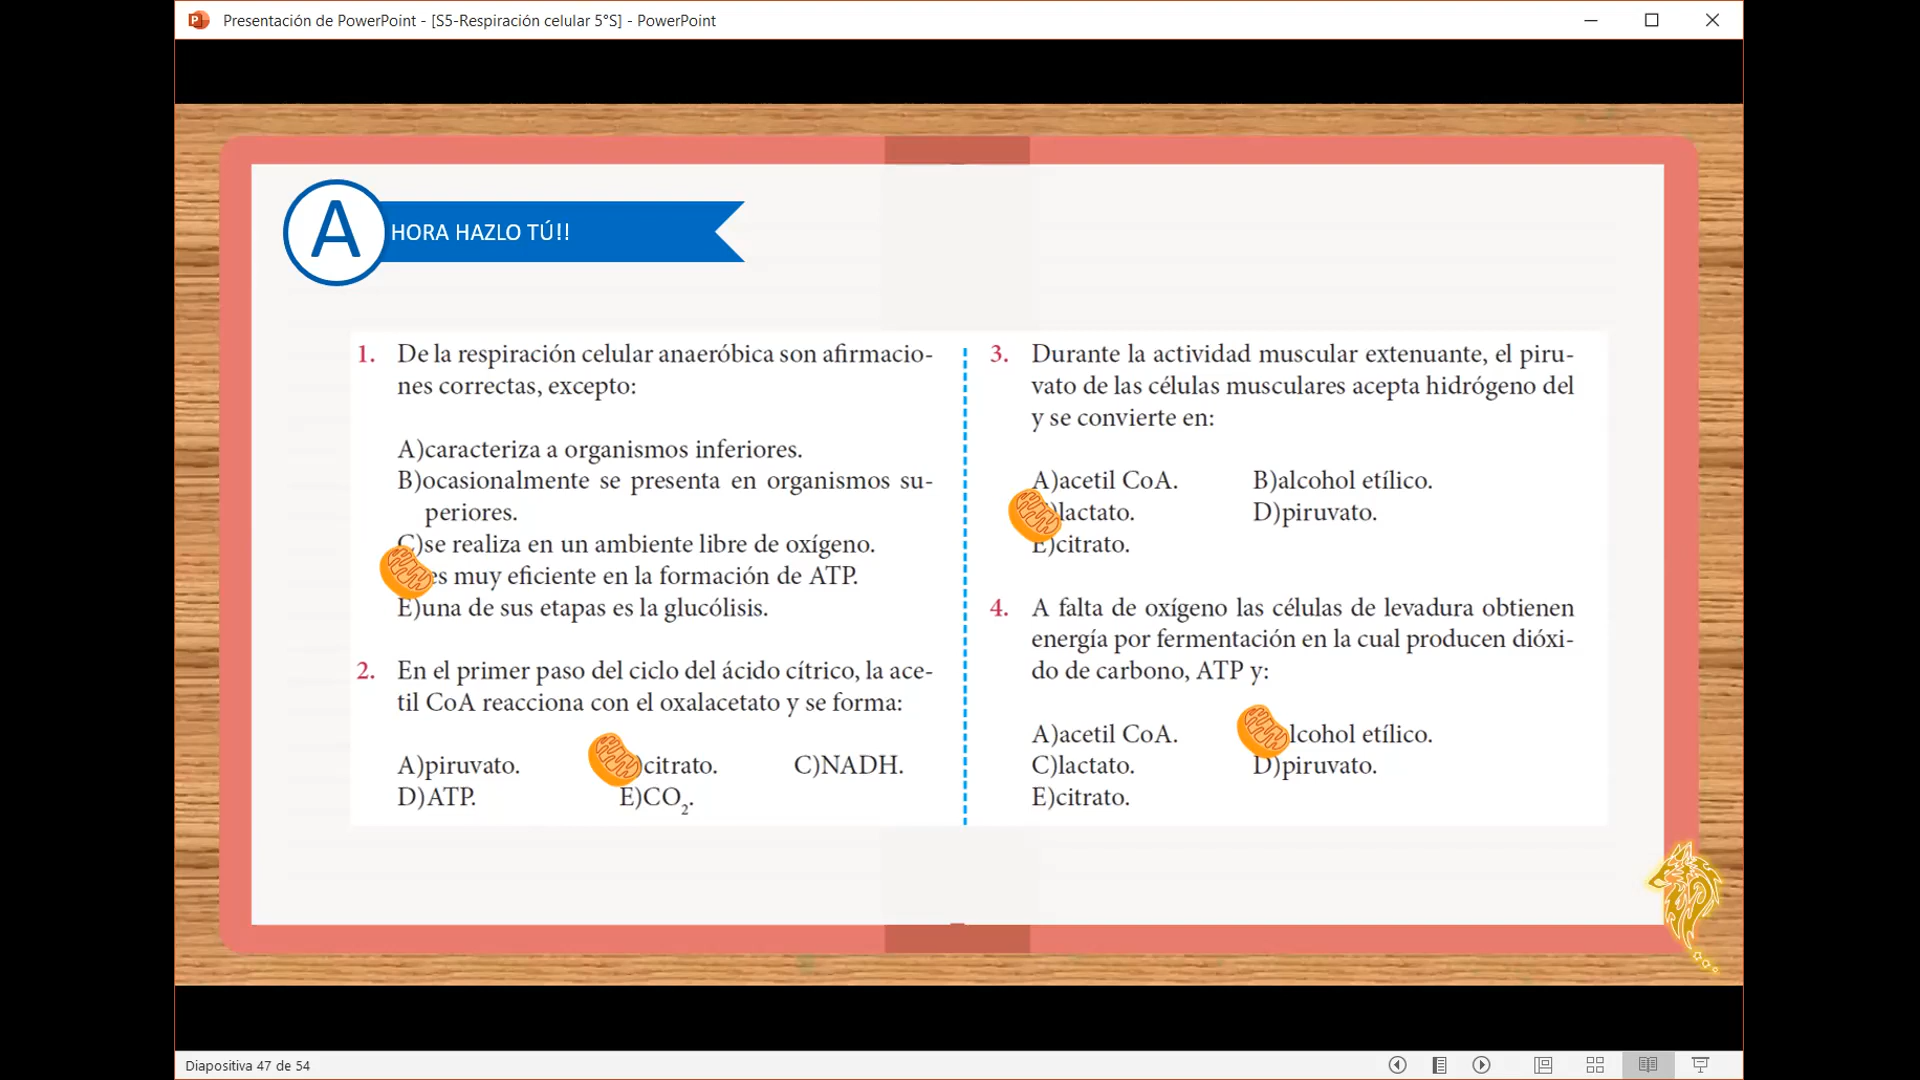 Presentación de PowerPoint - [S5-Respiración celular 5°S] - PowerPoint
A
HORA HAZLO TÚ!!
1. De la respiración celular anaeróbica son afirmacio-
nes correctas, excepto:
A)caracteriza a organismos inferiores.
B)ocasionalmente se presenta en organismos su-
periores.
C)se realiza en un ambiente libre de oxígeno.
es muy eficiente en la formación de ATP.
E)una de sus etapas es la glucólisis.
2. En el primer paso del ciclo del ácido cítrico, la ace-
til CoA reacciona con el oxalacetato y se forma:
A)piruvato. )citrato. C)NADH.
D)ATP. E)CO₂.
3. Durante la actividad muscular extenuante, el piru-
vato de las células musculares acepta hidrógeno del
y se convierte en:
A)acetil CoA. B)alcohol etílico.
)lactato. D)piruvato.
E)citrato.
4. A falta de oxígeno las células de levadura obtienen
energía por fermentación en la cual producen dióxi-
do de carbono, ATP y:
A)acetil CoA. lcohol etílico.
C)lactato. D)piruvato.
E)citrato.
Diapositiva 47 de 54